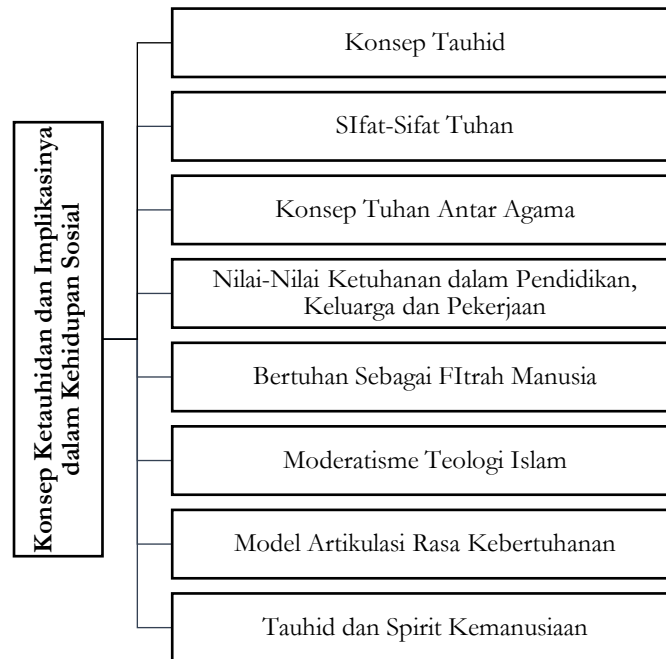 Konsep Ketauhidan dan Implikasinya
dalam Kehidupan Sosial
Konsep Tauhid
SIfat-Sifat Tuhan
Konsep Tuhan Antar Agama
Nilai-Nilai Ketuhanan dalam Pendidikan,
Keluarga dan Pekerjaan
Bertuhan Sebagai FItrah Manusia
Moderatisme Teologi Islam
Model Artikulasi Rasa Kebertuhanan
Tauhid dan Spirit Kemanusiaan